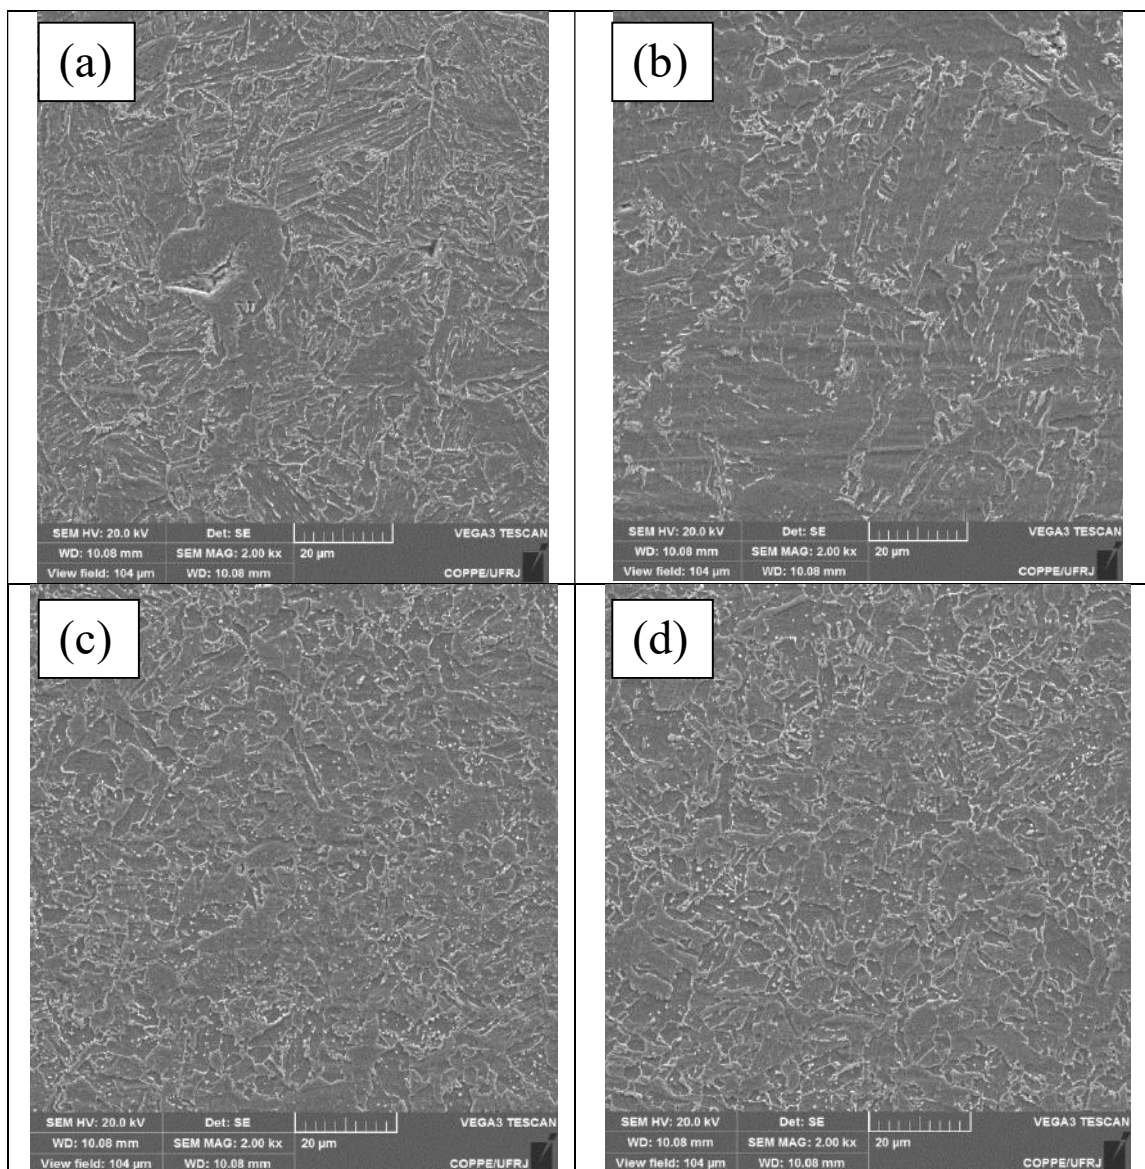 (a)
SEM HV: 20.0 kV Det: SE VEGA3 TESCAN
WD: 10.08 mm SEM MAG: 2.00 kx 20 µm
View field: 104 µm WD: 10.08 mm COPPE/UFRJ
(b)
SEM HV: 20.0 kV Det: SE VEGA3 TESCAN
WD: 10.08 mm SEM MAG: 2.00 kx 20 µm
View field: 104 µm WD: 10.08 mm COPPE/UFRJ
(c)
SEM HV: 20.0 kV Det: SE VEGA3 TESCAN
WD: 10.08 mm SEM MAG: 2.00 kx 20 µm
View field: 104 µm WD: 10.08 mm COPPE/UFRJ
(d)
SEM HV: 20.0 kV Det: SE VEGA3 TESCAN
WD: 10.08 mm SEM MAG: 2.00 kx 20 µm
View field: 104 µm WD: 10.08 mm COPPE/UFRJ